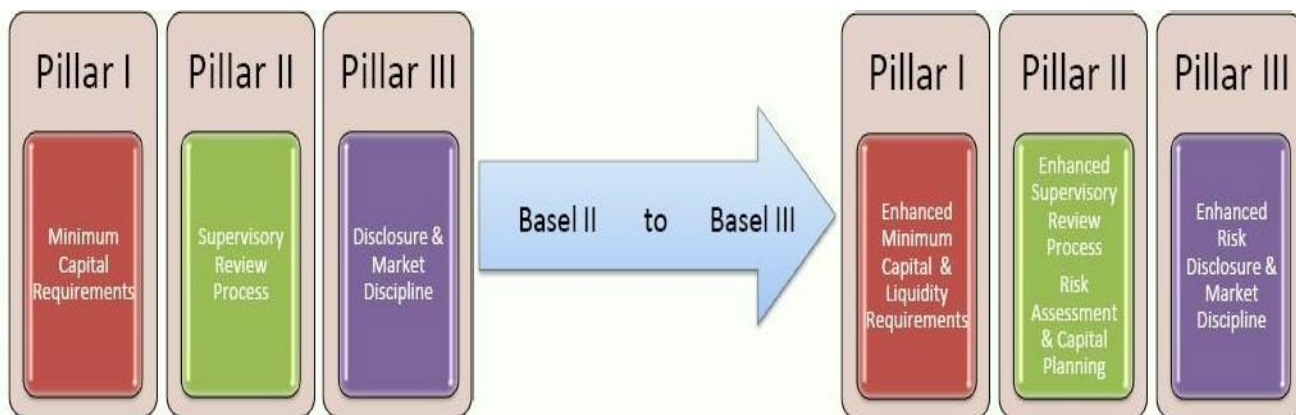 Pillar I
Minimum
Capital
Requirements
Pillar II
Supervisory
Review
Process
Pillar III
Disclosure &
Market
Discipline
Basel II to Basel III
Pillar I
Enhanced
Minimum
Capital &
Liquidity
Requirements
Pillar II
Enhanced
Supervisory
Review
Process
Risk
Assessment
& Capital
Planning
Pillar III
Enhanced
Risk
Disclosure &
Market
Discipline